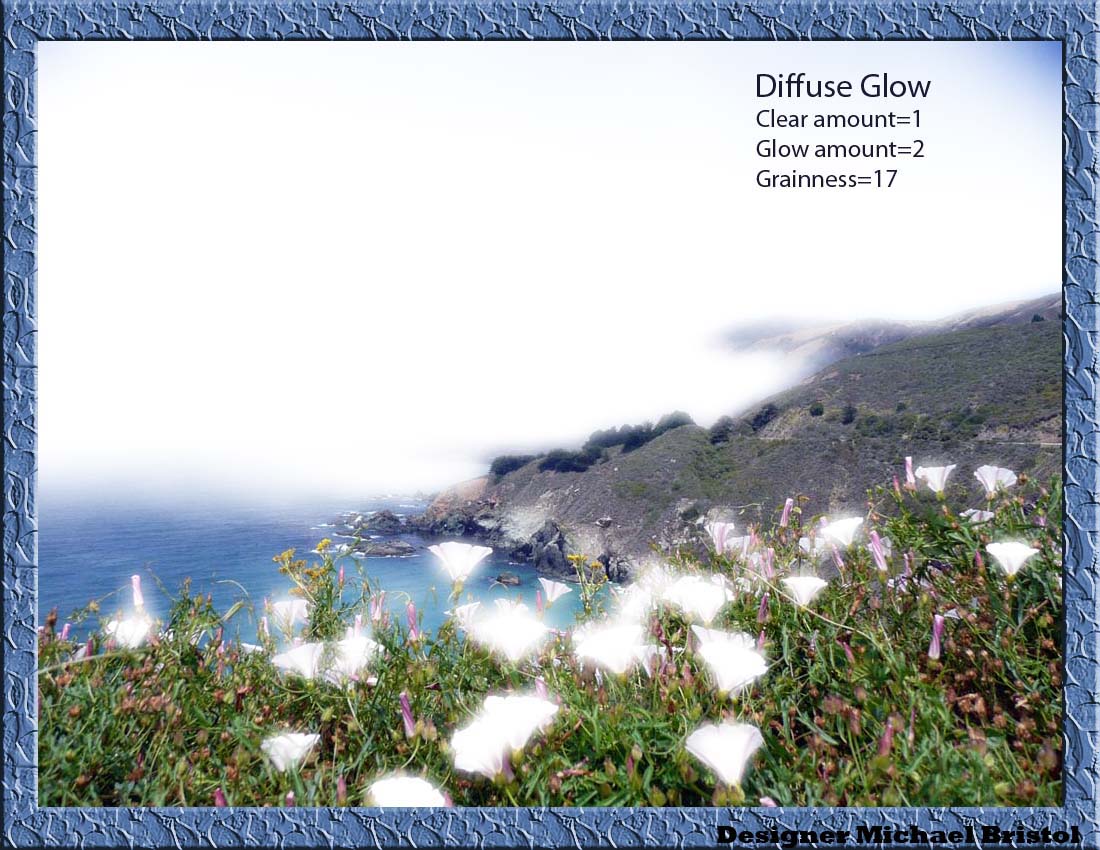 Diffuse Glow
Clear amount=1
Glow amount=2
Grainness=17
Designer Michael Bristol